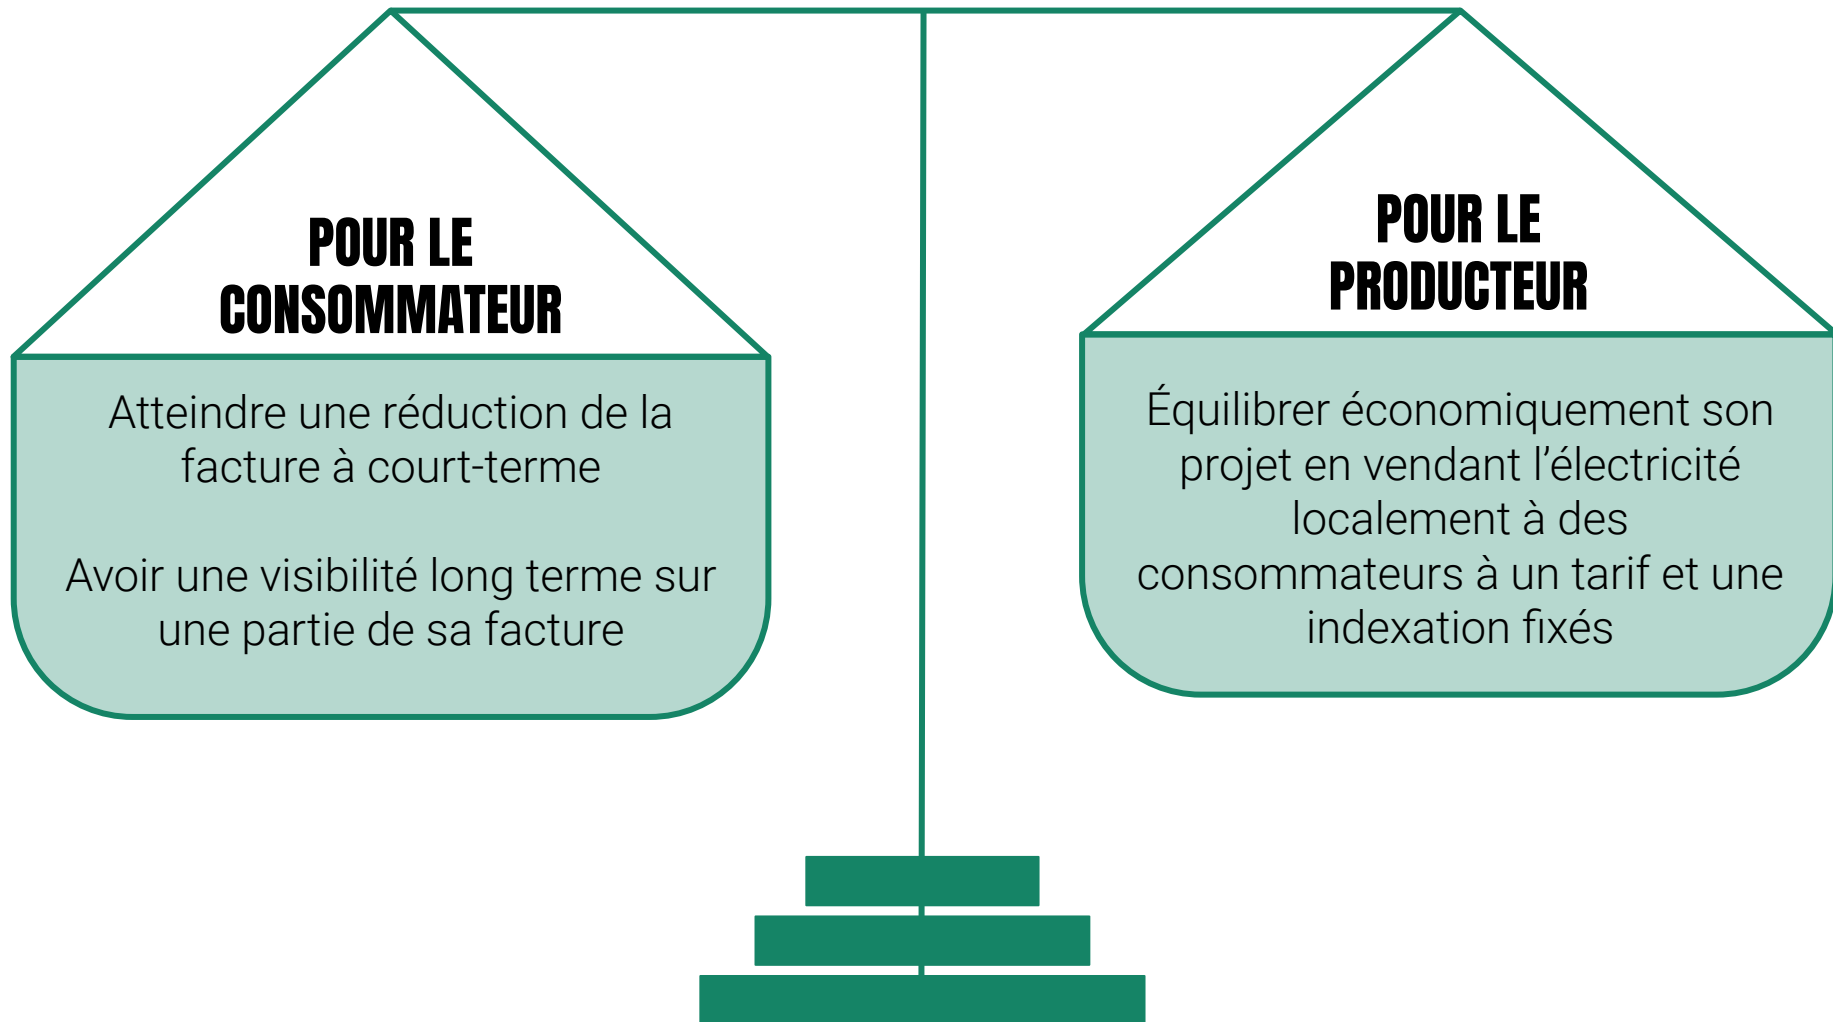 POUR LE
CONSOMMATEUR
Atteindre une réduction de la
facture à court-terme
Avoir une visibilité long terme sur
une partie de sa facture
POUR LE
PRODUCTEUR
Équilibrer économiquement son
projet en vendant l’électricité
localement à des
consommateurs à un tarif et une
indexation fixés